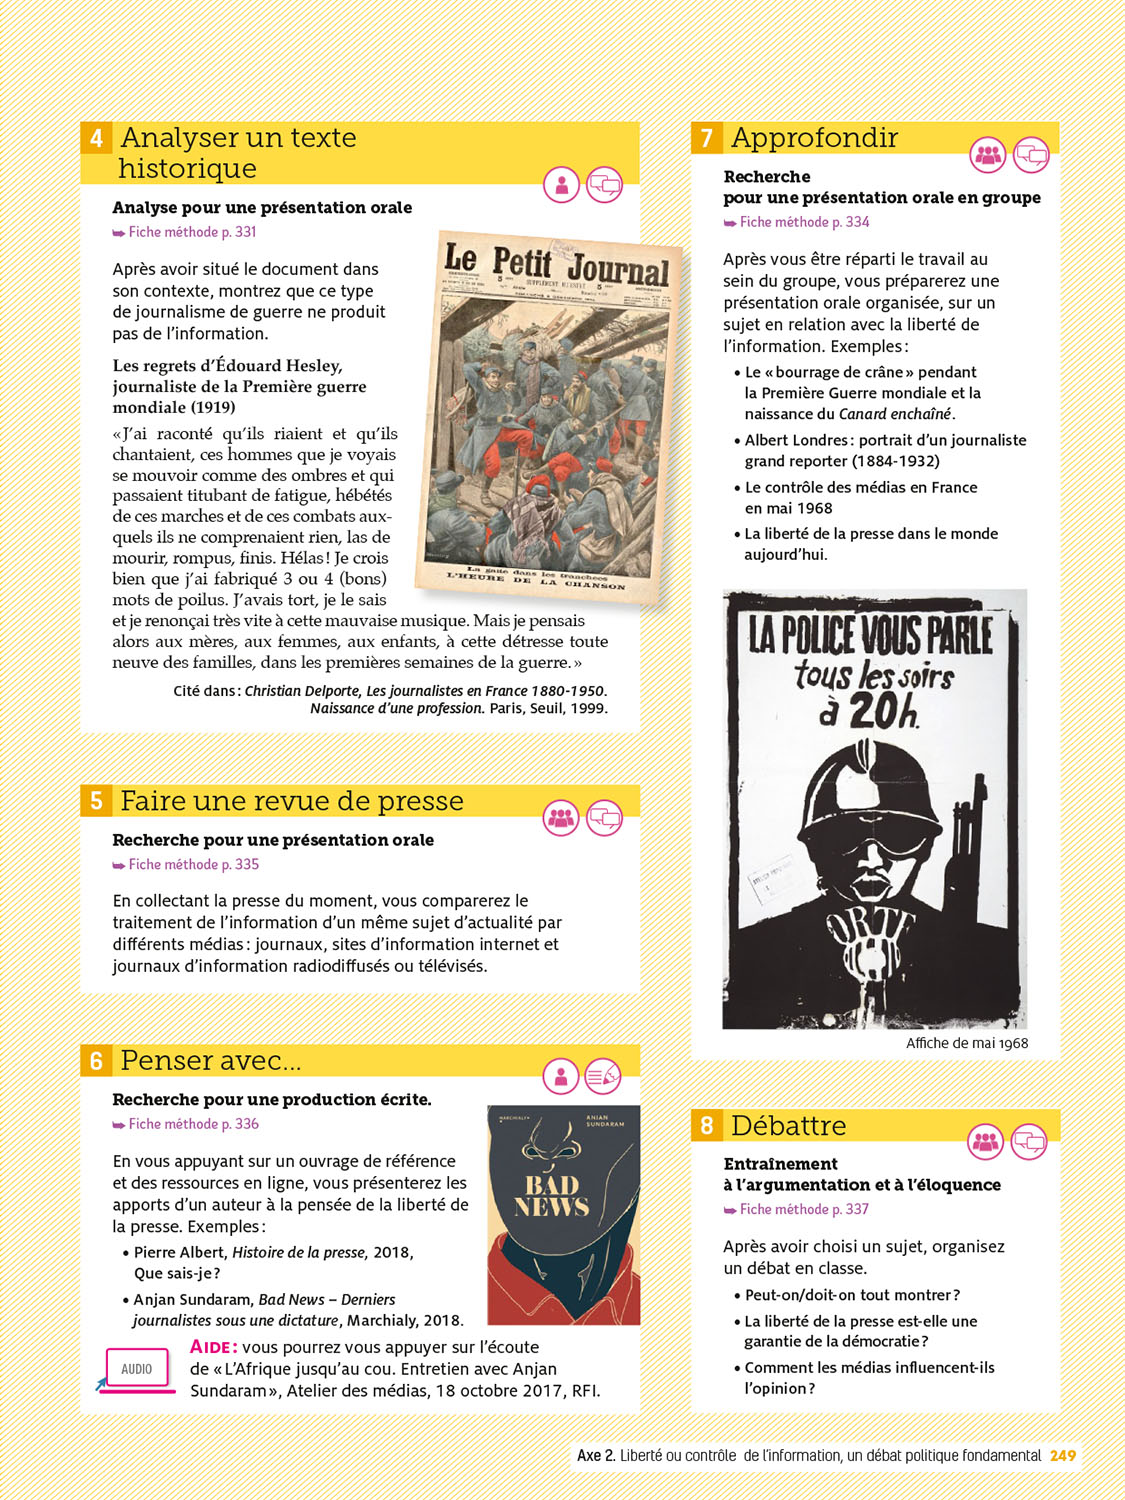 4 Analyser un texte
historique
Analyse pour une présentation orale
➥ Fiche méthode p. 331
Après avoir situé le document dans
son contexte, montrez que ce type
de journalisme de guerre ne produit
pas de l’information.
Les regrets d’Édouard Hesley,
journaliste de la Première guerre
mondiale (1919)
« J’ai raconté qu’ils riaient et qu’ils
chantaient, ces hommes que je voyais
se mouvoir comme des ombres et qui
passaient titubant de fatigue, hébétés
de ces marches et de ces combats aux-
quels ils ne comprenaient rien, las de
mourir, rompus, finis. Hélas ! Je crois
bien que j’ai fabriqué 3 ou 4 (bons)
mots de poilus. J’avais tort, je le sais
et je renonçai très vite à cette mauvaise musique. Mais je pensais
alors aux mères, aux femmes, aux enfants, à cette détresse toute
neuve des familles, dans les premières semaines de la guerre. »
Cité dans : Christian Delporte, Les journalistes en France 1880-1950.
Naissance d’une profession. Paris, Seuil, 1999.
Le Petit Journal
SUPPLÉMENT ILLUSTRÉ
La gaîté dans les tranchées
L’HEURE DE LA CHANSON
5 Faire une revue de presse
Recherche pour une présentation orale
➥ Fiche méthode p. 335
En collectant la presse du moment, vous comparerez le
traitement de l’information d’un même sujet d’actualité par
différents médias : journaux, sites d’information internet et
journaux d’information radiodiffusés ou télévisés.
6 Penser avec...
Recherche pour une production écrite.
➥ Fiche méthode p. 336
En vous appuyant sur un ouvrage de référence
et des ressources en ligne, vous présenterez les
apports d’un auteur à la pensée de la liberté de
la presse. Exemples :
• Pierre Albert, Histoire de la presse, 2018,
Que sais-je ?
• Anjan Sundaram, Bad News – Derniers
journalistes sous une dictature, Marchialy, 2018.
AIDE : vous pourrez vous appuyer sur l’écoute
de « L’Afrique jusqu’au cou. Entretien avec Anjan
Sundaram », Atelier des médias, 18 octobre 2017, RFI.
AUDIO
MARCHIALY
ANJAN
SUNDARAM
BAD
NEWS
7 Approfondir
Recherche
pour une présentation orale en groupe
➥ Fiche méthode p. 334
Après vous être réparti le travail au
sein du groupe, vous préparerez une
présentation orale organisée, sur un
sujet en relation avec la liberté de
l’information. Exemples :
• Le « bourrage de crâne » pendant
la Première Guerre mondiale et la
naissance du Canard enchaîné.
• Albert Londres : portrait d’un journaliste
grand reporter (1884-1932)
• Le contrôle des médias en France
en mai 1968
• La liberté de la presse dans le monde
aujourd’hui.
LA POLICE VOUS PARLE
tous les soirs
à 20h.
ORTF
Affiche de mai 1968
8 Débattre
Entraînement
à l’argumentation et à l’éloquence
➥ Fiche méthode p. 337
Après avoir choisi un sujet, organisez
un débat en classe.
• Peut-on/doit-on tout montrer ?
• La liberté de la presse est-elle une
garantie de la démocratie ?
• Comment les médias influencent-ils
l’opinion ?
Axe 2. Liberté ou contrôle de l’information, un débat politique fondamental 249